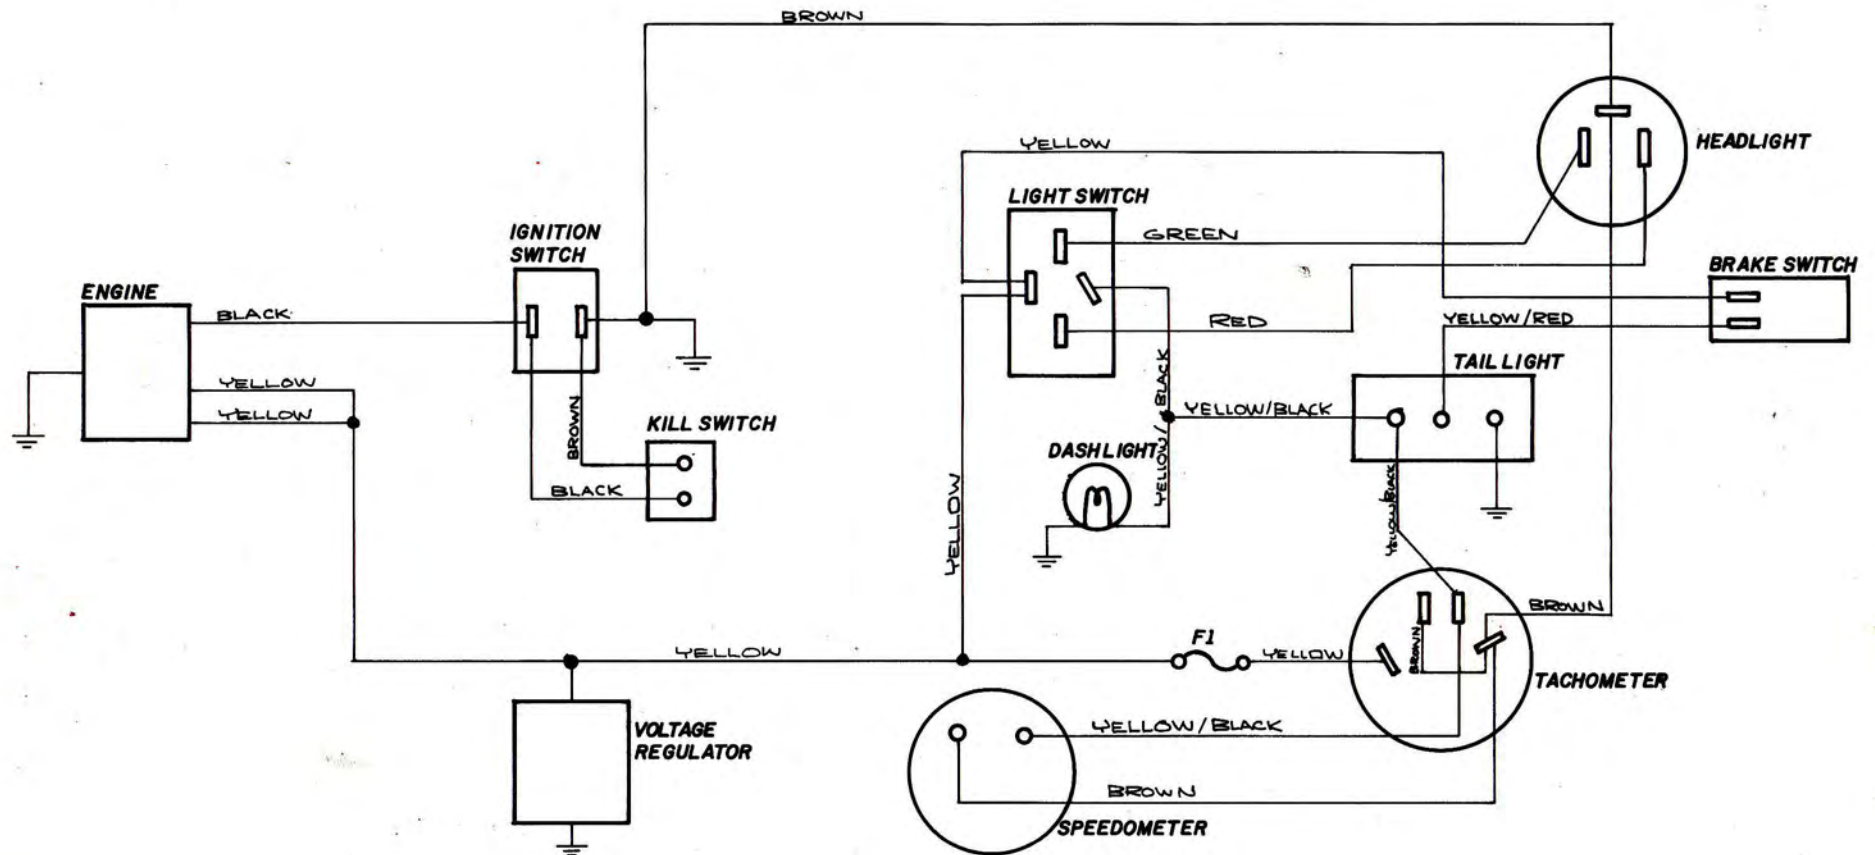 BROWN
HEADLIGHT
YELLOW
LIGHT SWITCH
GREEN
IGNITION
SWITCH
BRAKE SWITCH
ENGINE
BLACK
RED
YELLOW/RED
TAIL LIGHT
YELLOW
YELLOW
BROWN
KILL SWITCH
YELLOW/BLACK
YELLOW/BLACK
DASH LIGHT
BLACK
YELLOW
YELLOW/BLACK
BROWN
F1
YELLOW
YELLOW
BROWN
TACHOMETER
VOLTAGE
REGULATOR
YELLOW/BLACK
BROWN
SPEEDOMETER